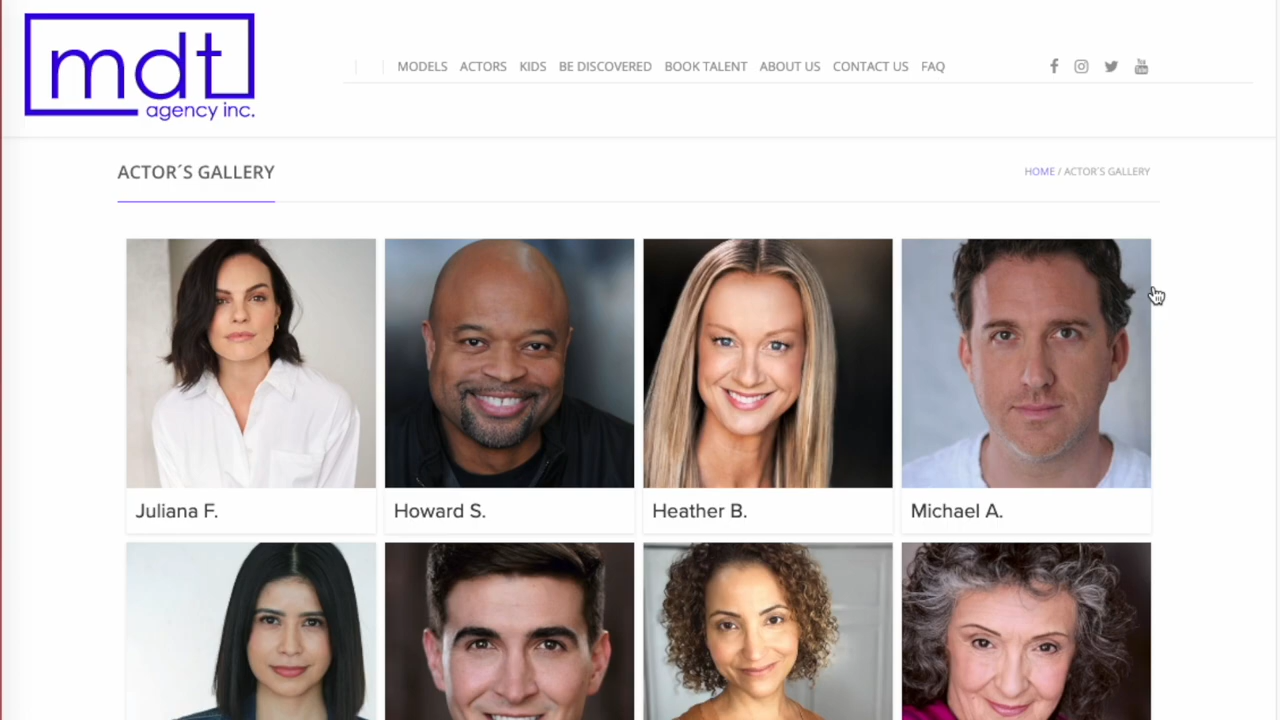 mdt
agency inc.
MODELS ACTORS KIDS BE DISCOVERED BOOK TALENT ABOUT US CONTACT US FAQ
You
ACTOR´S GALLERY
HOME / ACTOR´S GALLERY
Juliana F.
Howard S.
Heather B.
Michael A.